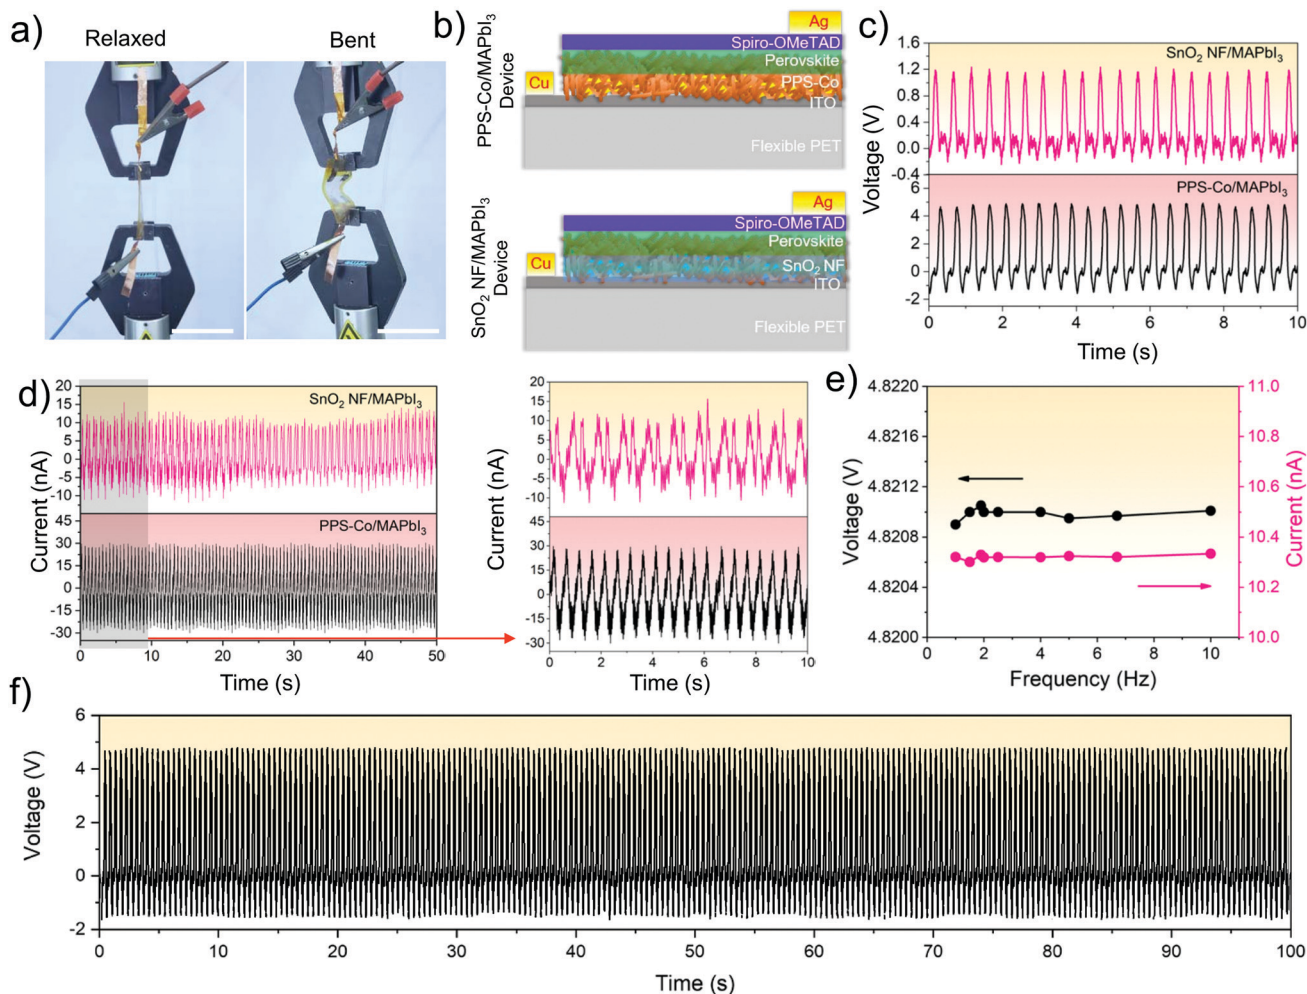 a)
Relaxed
Bent
b)
PPS-Co/MAPbI₃
Device
Ag
Spiro-OMeTAD
Perovskite
Cu
PPS-Co
ITO
Flexible PET
SnO₂ NF/MAPbI₃
Device
Ag
Spiro-OMeTAD
Perovskite
Cu
SnO₂ NF
ITO
Flexible PET
c)
SnO₂ NF/MAPbI₃
1.6
1.2
0.8
0.4
0.0
-0.4
Voltage (V)
PPS-Co/MAPbI₃
6
4
2
0
-2
0 1 2 3 4 5 6 7 8 9 10
Time (s)
d)
SnO₂ NF/MAPbI₃
20
15
10
5
0
-5
-10
Current (nA)
PPS-Co/MAPbI₃
45
30
15
0
-15
-30
0 10 20 30 40 50
Time (s)
20
15
10
5
0
-5
-10
Current (nA)
45
30
15
0
-15
-30
0 2 4 6 8 10
Time (s)
e)
4.8220
4.8216
4.8212
4.8208
4.8204
4.8200
Voltage (V)
11.0
10.8
10.6
10.4
10.2
10.0
Current (nA)
0 2 4 6 8 10
Frequency (Hz)
f)
6
4
2
0
-2
Voltage (V)
0 10 20 30 40 50 60 70 80 90 100
Time (s)